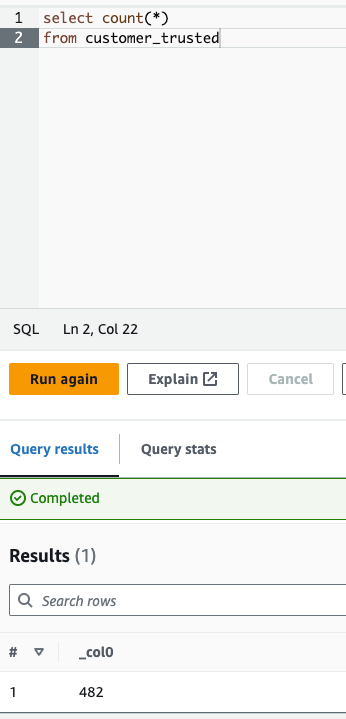 1 select count(*)
2 from customer_trusted
SQL Ln 2, Col 22
Run again Explain Cancel
Query results Query stats
Completed
Results (1)
Search rows
# _col0
1 482